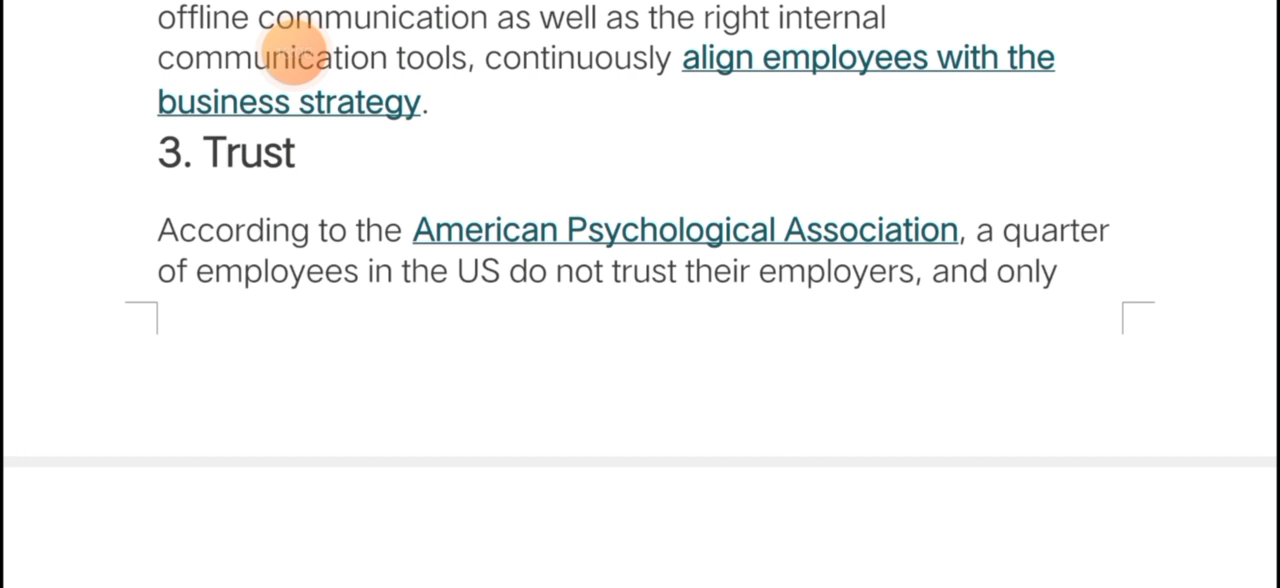 offline communication as well as the right internal
communication tools, continuously align employees with the
business strategy.
3. Trust
According to the American Psychological Association, a quarter
of employees in the US do not trust their employers, and only